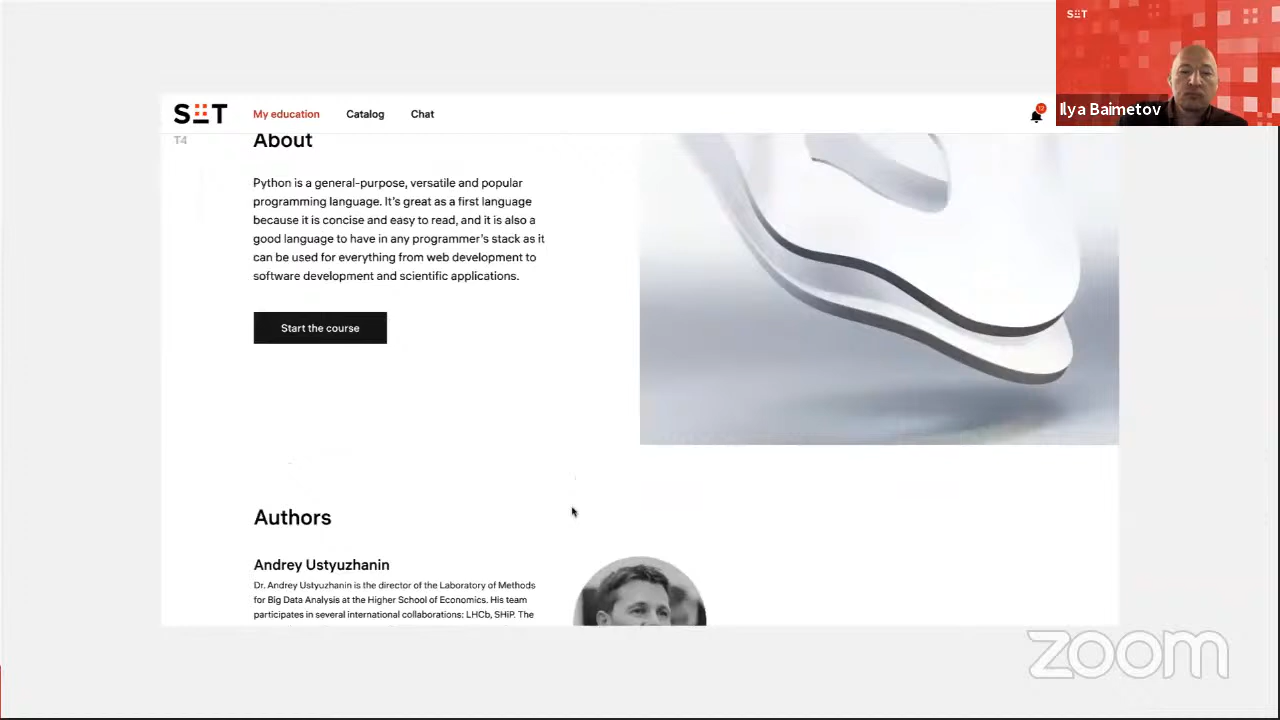 S T
Ilya Baimetov
S T My education Catalog Chat
12
T4
About
Python is a general-purpose, versatile and popular
programming language. It's great as a first language
because it is concise and easy to read, and it is also a
good language to have in any programmer's stack as it
can be used for everything from web development to
software development and scientific applications.
Start the course
Authors
Andrey Ustyuzhanin
Dr. Andrey Ustyuzhanin is the director of the Laboratory of Methods
for Big Data Analysis at the Higher School of Economics. His team
participates in several international collaborations: LHCb, SHiP. The
zoom